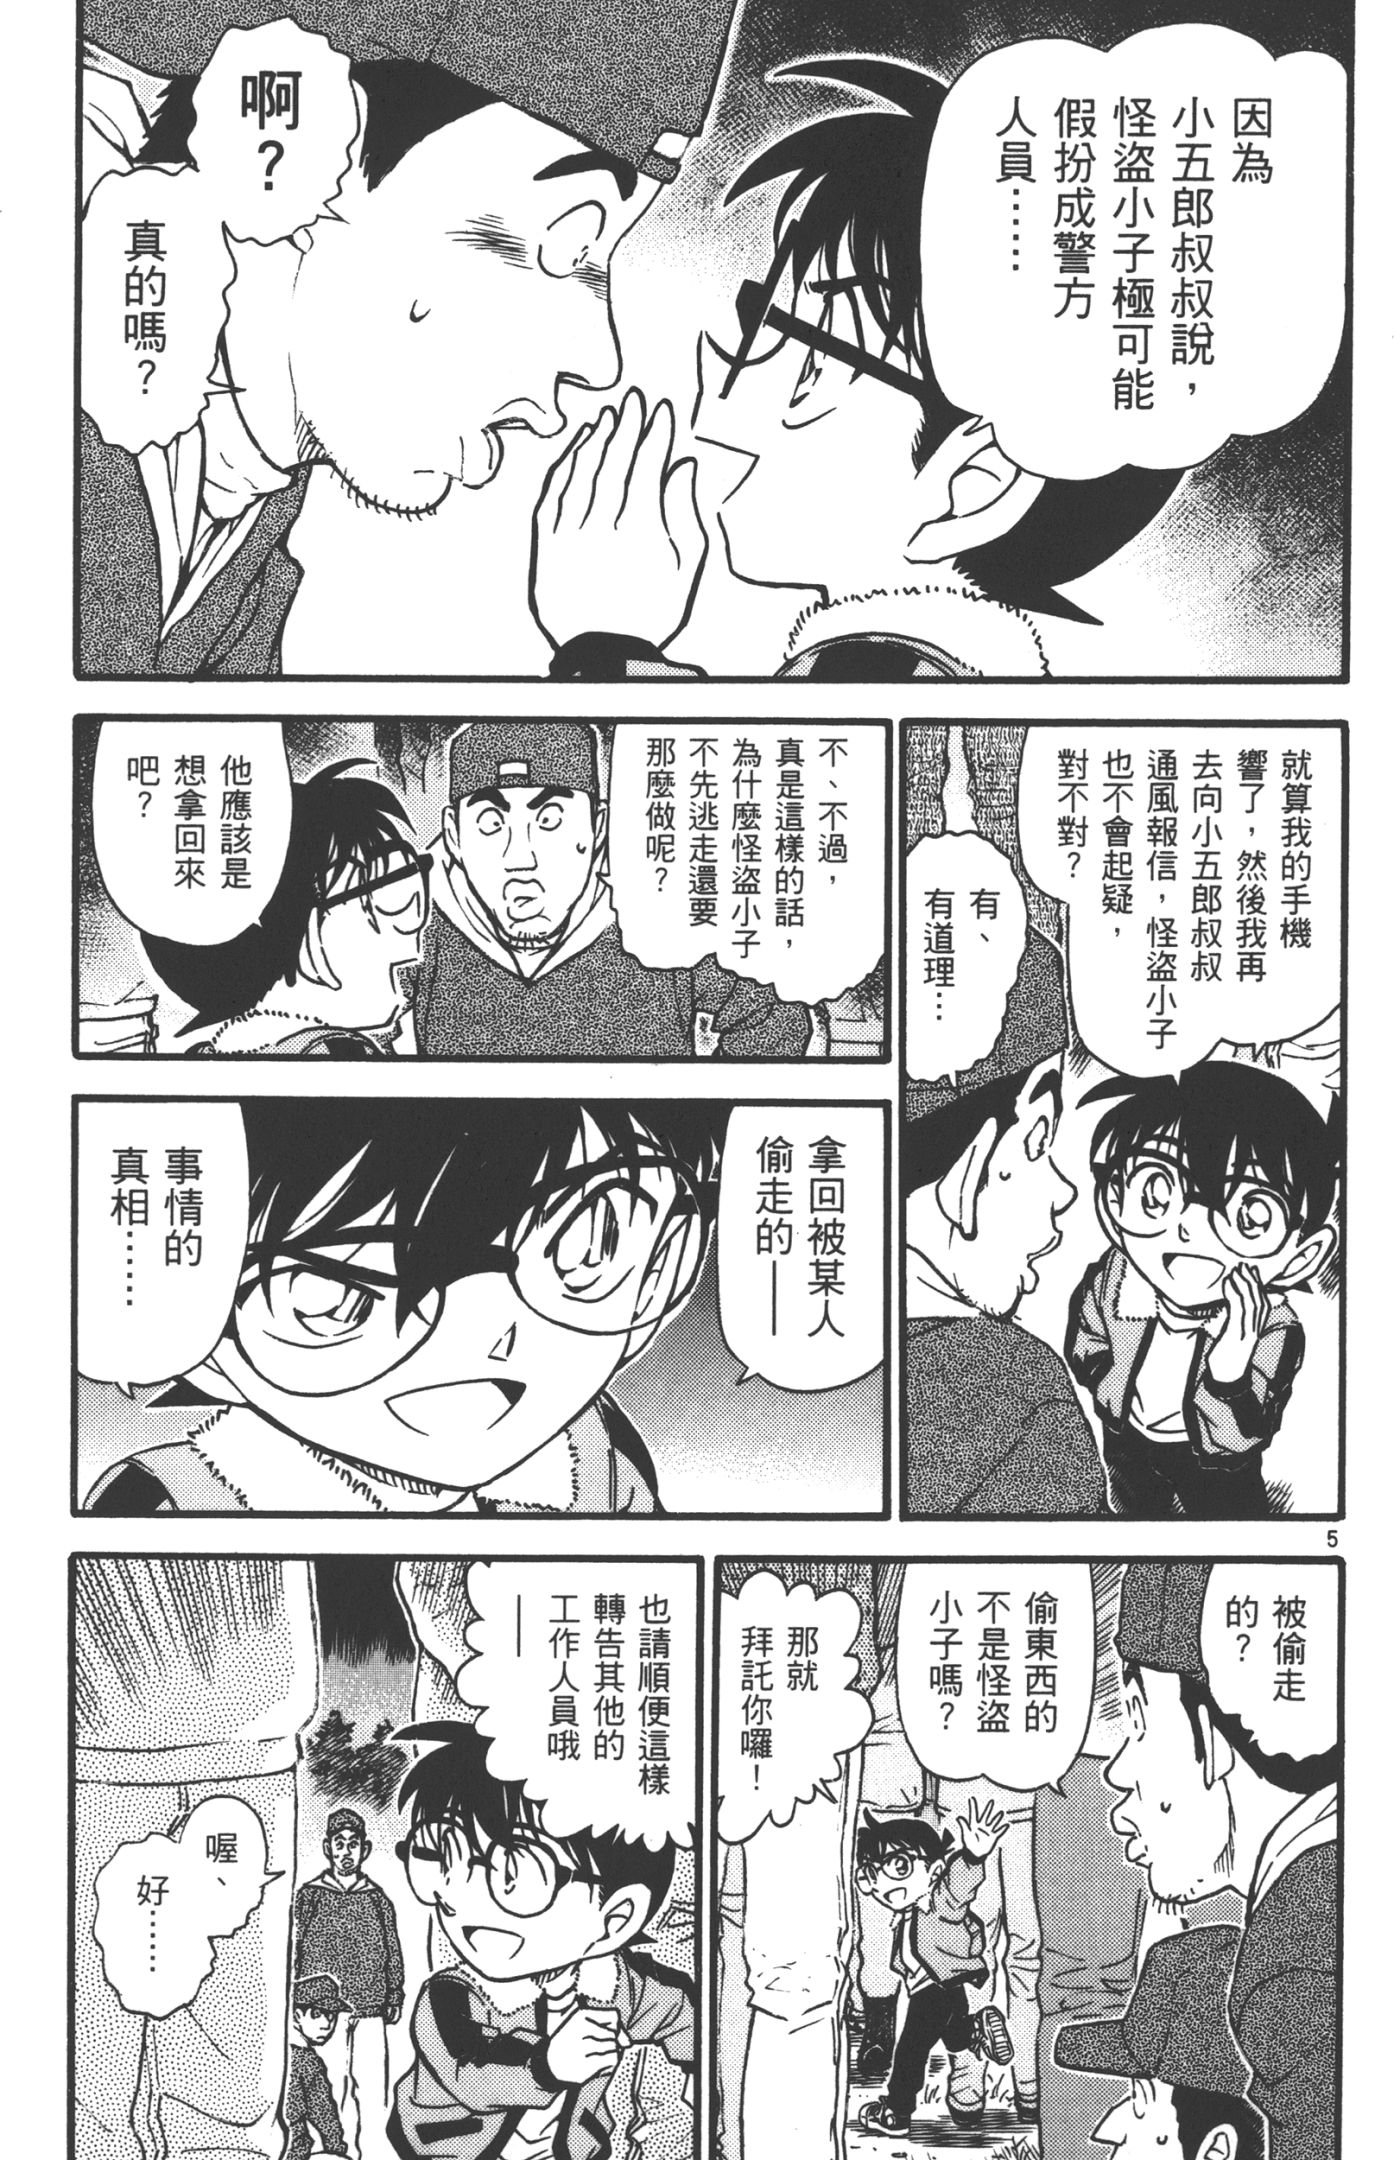 因為
小五郎叔叔說，
怪盜小子極可能
假扮成警方
人員……
啊？
真的嗎？
就算我的手機
響了，然後我再
去向小五郎叔叔
通風報信，怪盜小子
也不會起疑，
對不對？
有、
有道理…
不、不過，
真是這樣的話，
為什麼怪盜小子
不先逃走還要
那麼做呢？
他應該是
想拿回來
吧？
拿回被某人
偷走的——
事情的
真相……
5
被偷走
的？
偷東西的
不是怪盜
小子嗎？
那就
拜託你囉！
也請順便這樣
轉告其他的
工作人員哦
——
喔、
好……